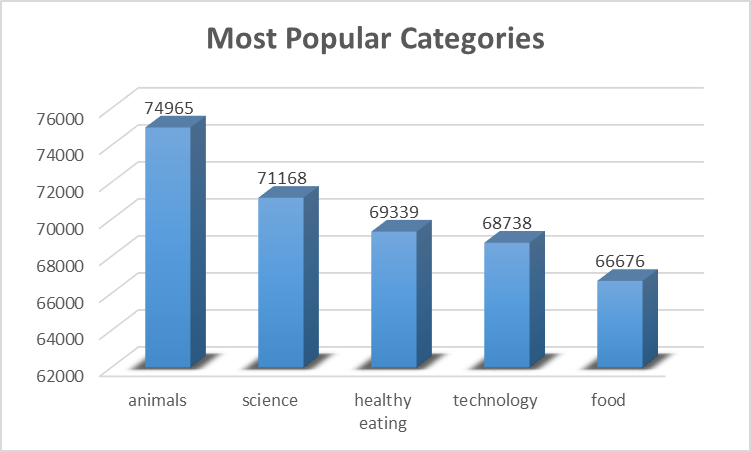 Most Popular Categories
76000
74000
72000
70000
68000
66000
64000
62000
74965
71168
69339
68738
66676
animals
science
healthy
eating
technology
food